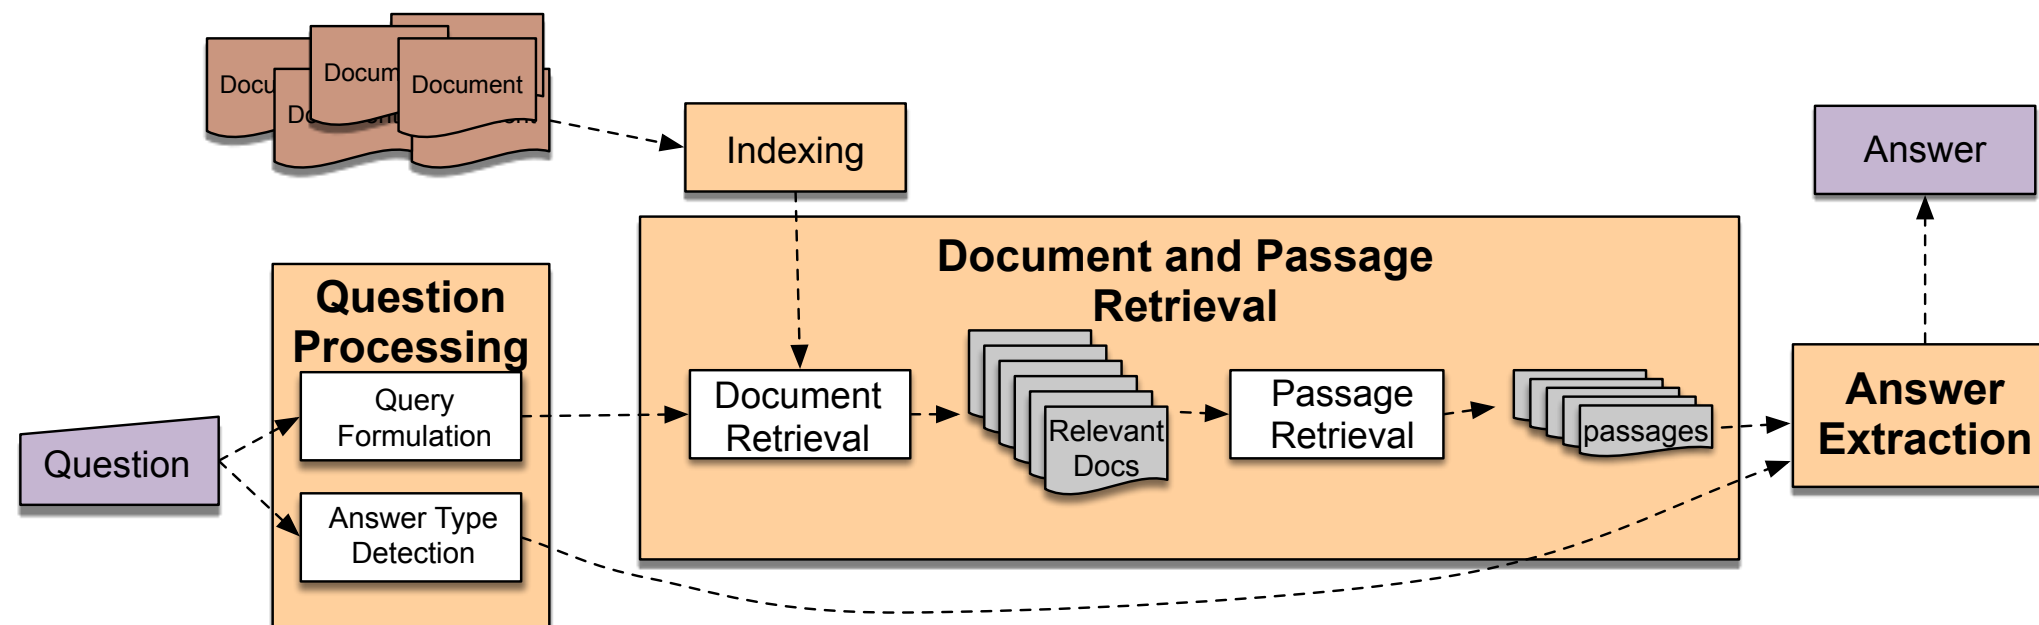 Document
Indexing
Answer
Document and Passage
Retrieval
Question
Processing
Query
Formulation
Answer Type
Detection
Question
Document
Retrieval
Relevant
Docs
Passage
Retrieval
passages
Answer
Extraction